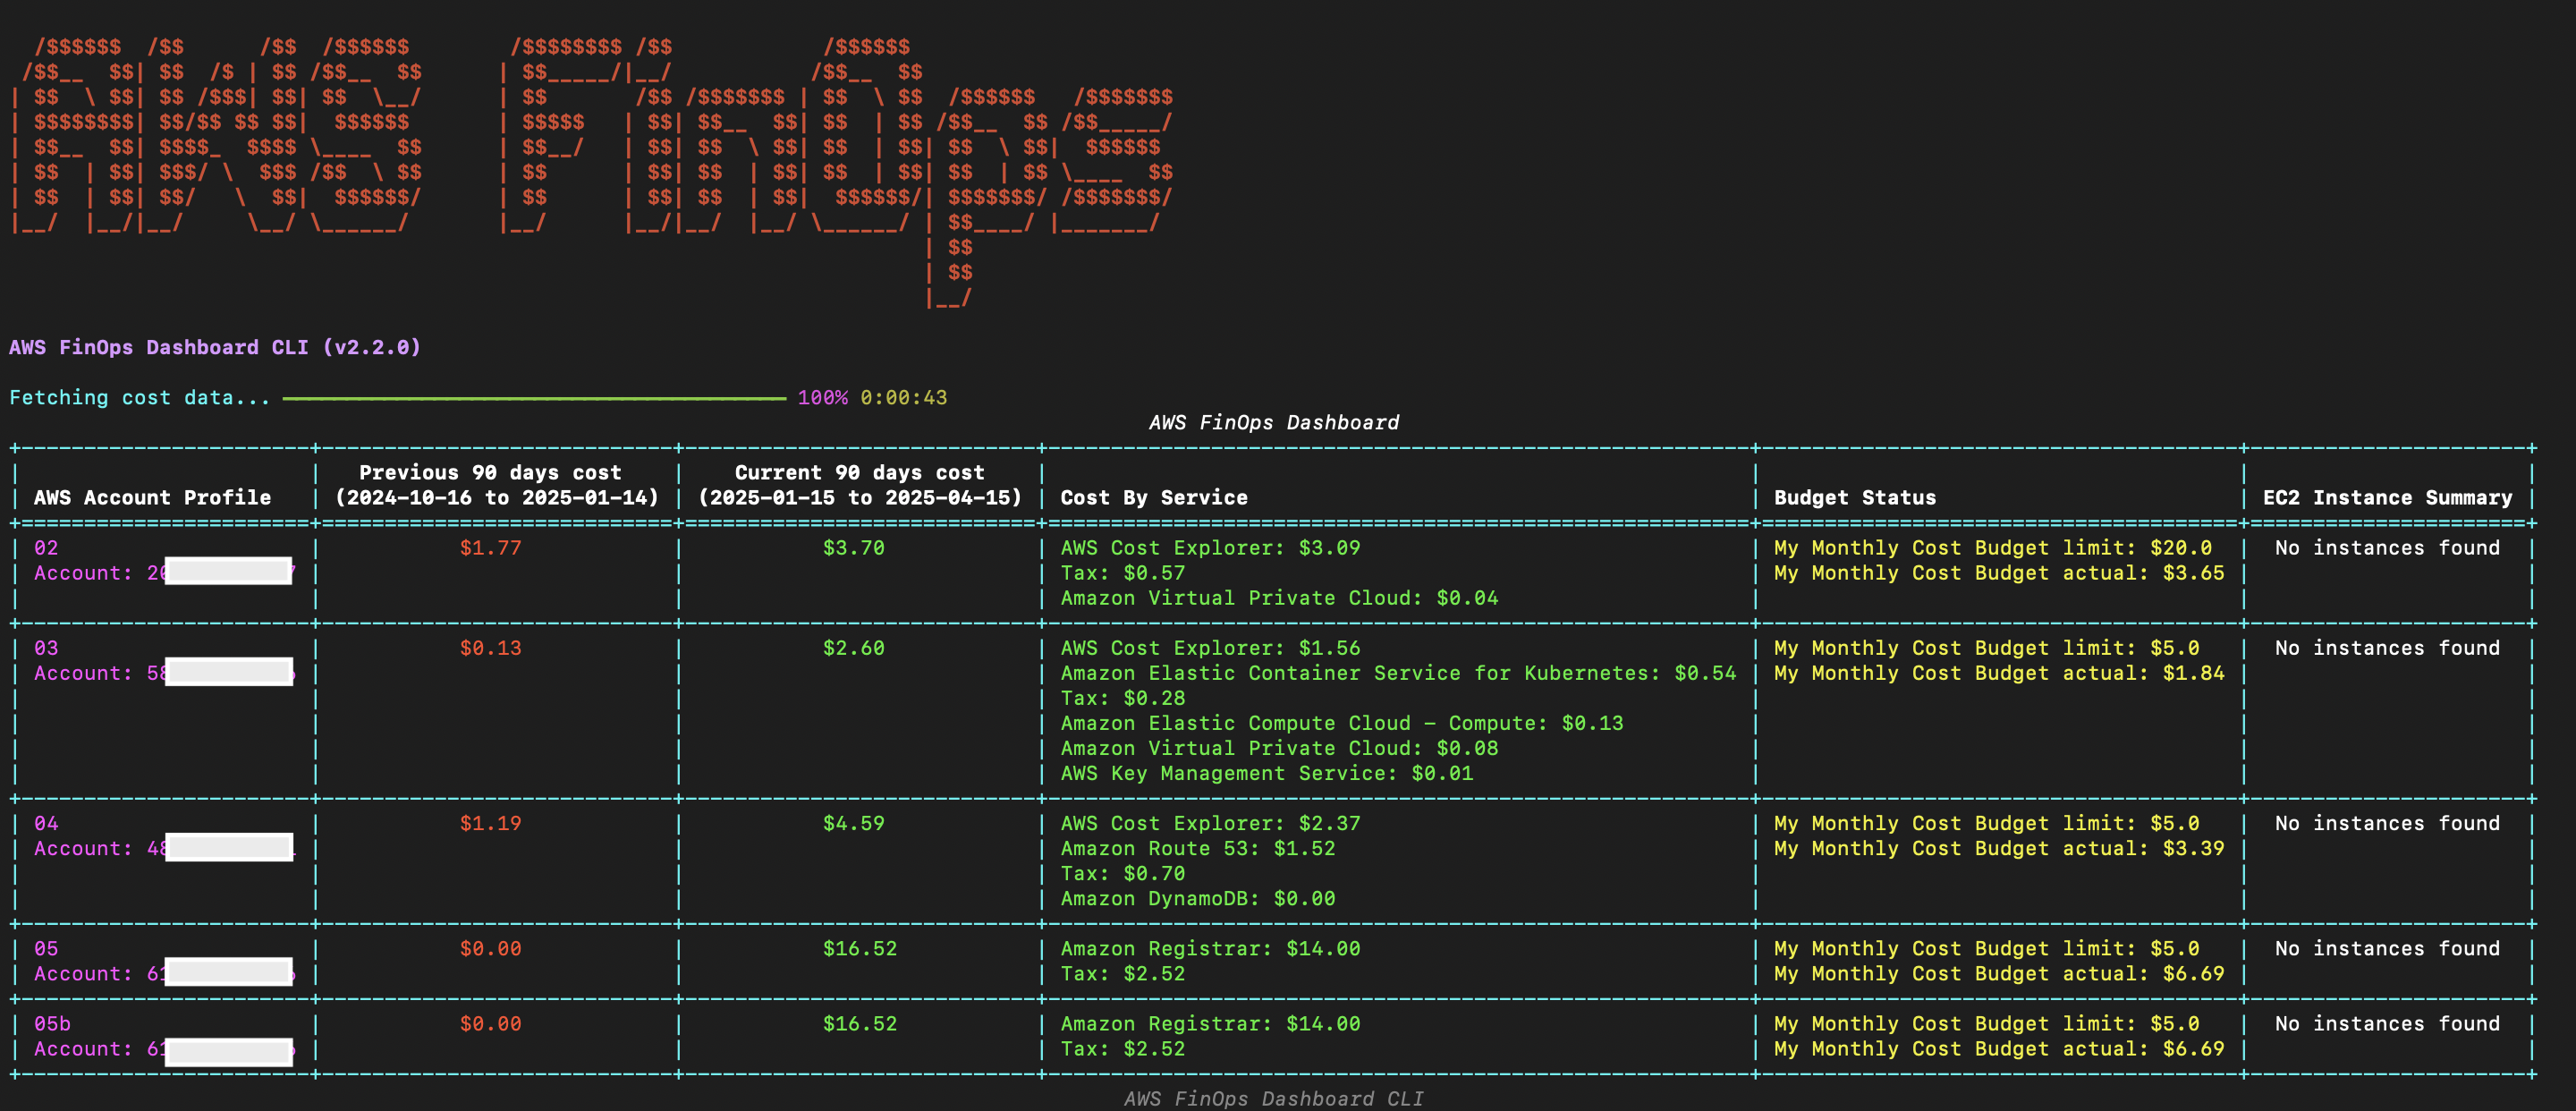 AWS FinOps
AWS FinOps Dashboard CLI (v2.2.0)
Fetching cost data... 100% 0:00:43
AWS FinOps Dashboard
AWS Account Profile
Previous 90 days cost
(2024-10-16 to 2025-01-14)
Current 90 days cost
(2025-01-15 to 2025-04-15)
Cost By Service
Budget Status
EC2 Instance Summary
02
Account: 20
$1.77
$3.70
AWS Cost Explorer: $3.09
Tax: $0.57
Amazon Virtual Private Cloud: $0.04
My Monthly Cost Budget limit: $20.0
My Monthly Cost Budget actual: $3.65
No instances found
03
Account: 58
$0.13
$2.60
AWS Cost Explorer: $1.56
Amazon Elastic Container Service for Kubernetes: $0.54
Tax: $0.28
Amazon Elastic Compute Cloud - Compute: $0.13
Amazon Virtual Private Cloud: $0.08
AWS Key Management Service: $0.01
My Monthly Cost Budget limit: $5.0
My Monthly Cost Budget actual: $1.84
No instances found
04
Account: 48
$1.19
$4.59
AWS Cost Explorer: $2.37
Amazon Route 53: $1.52
Tax: $0.70
Amazon DynamoDB: $0.00
My Monthly Cost Budget limit: $5.0
My Monthly Cost Budget actual: $3.39
No instances found
05
Account: 61
$0.00
$16.52
Amazon Registrar: $14.00
Tax: $2.52
My Monthly Cost Budget limit: $5.0
My Monthly Cost Budget actual: $6.69
No instances found
05b
Account: 61
$0.00
$16.52
Amazon Registrar: $14.00
Tax: $2.52
My Monthly Cost Budget limit: $5.0
My Monthly Cost Budget actual: $6.69
No instances found
AWS FinOps Dashboard CLI